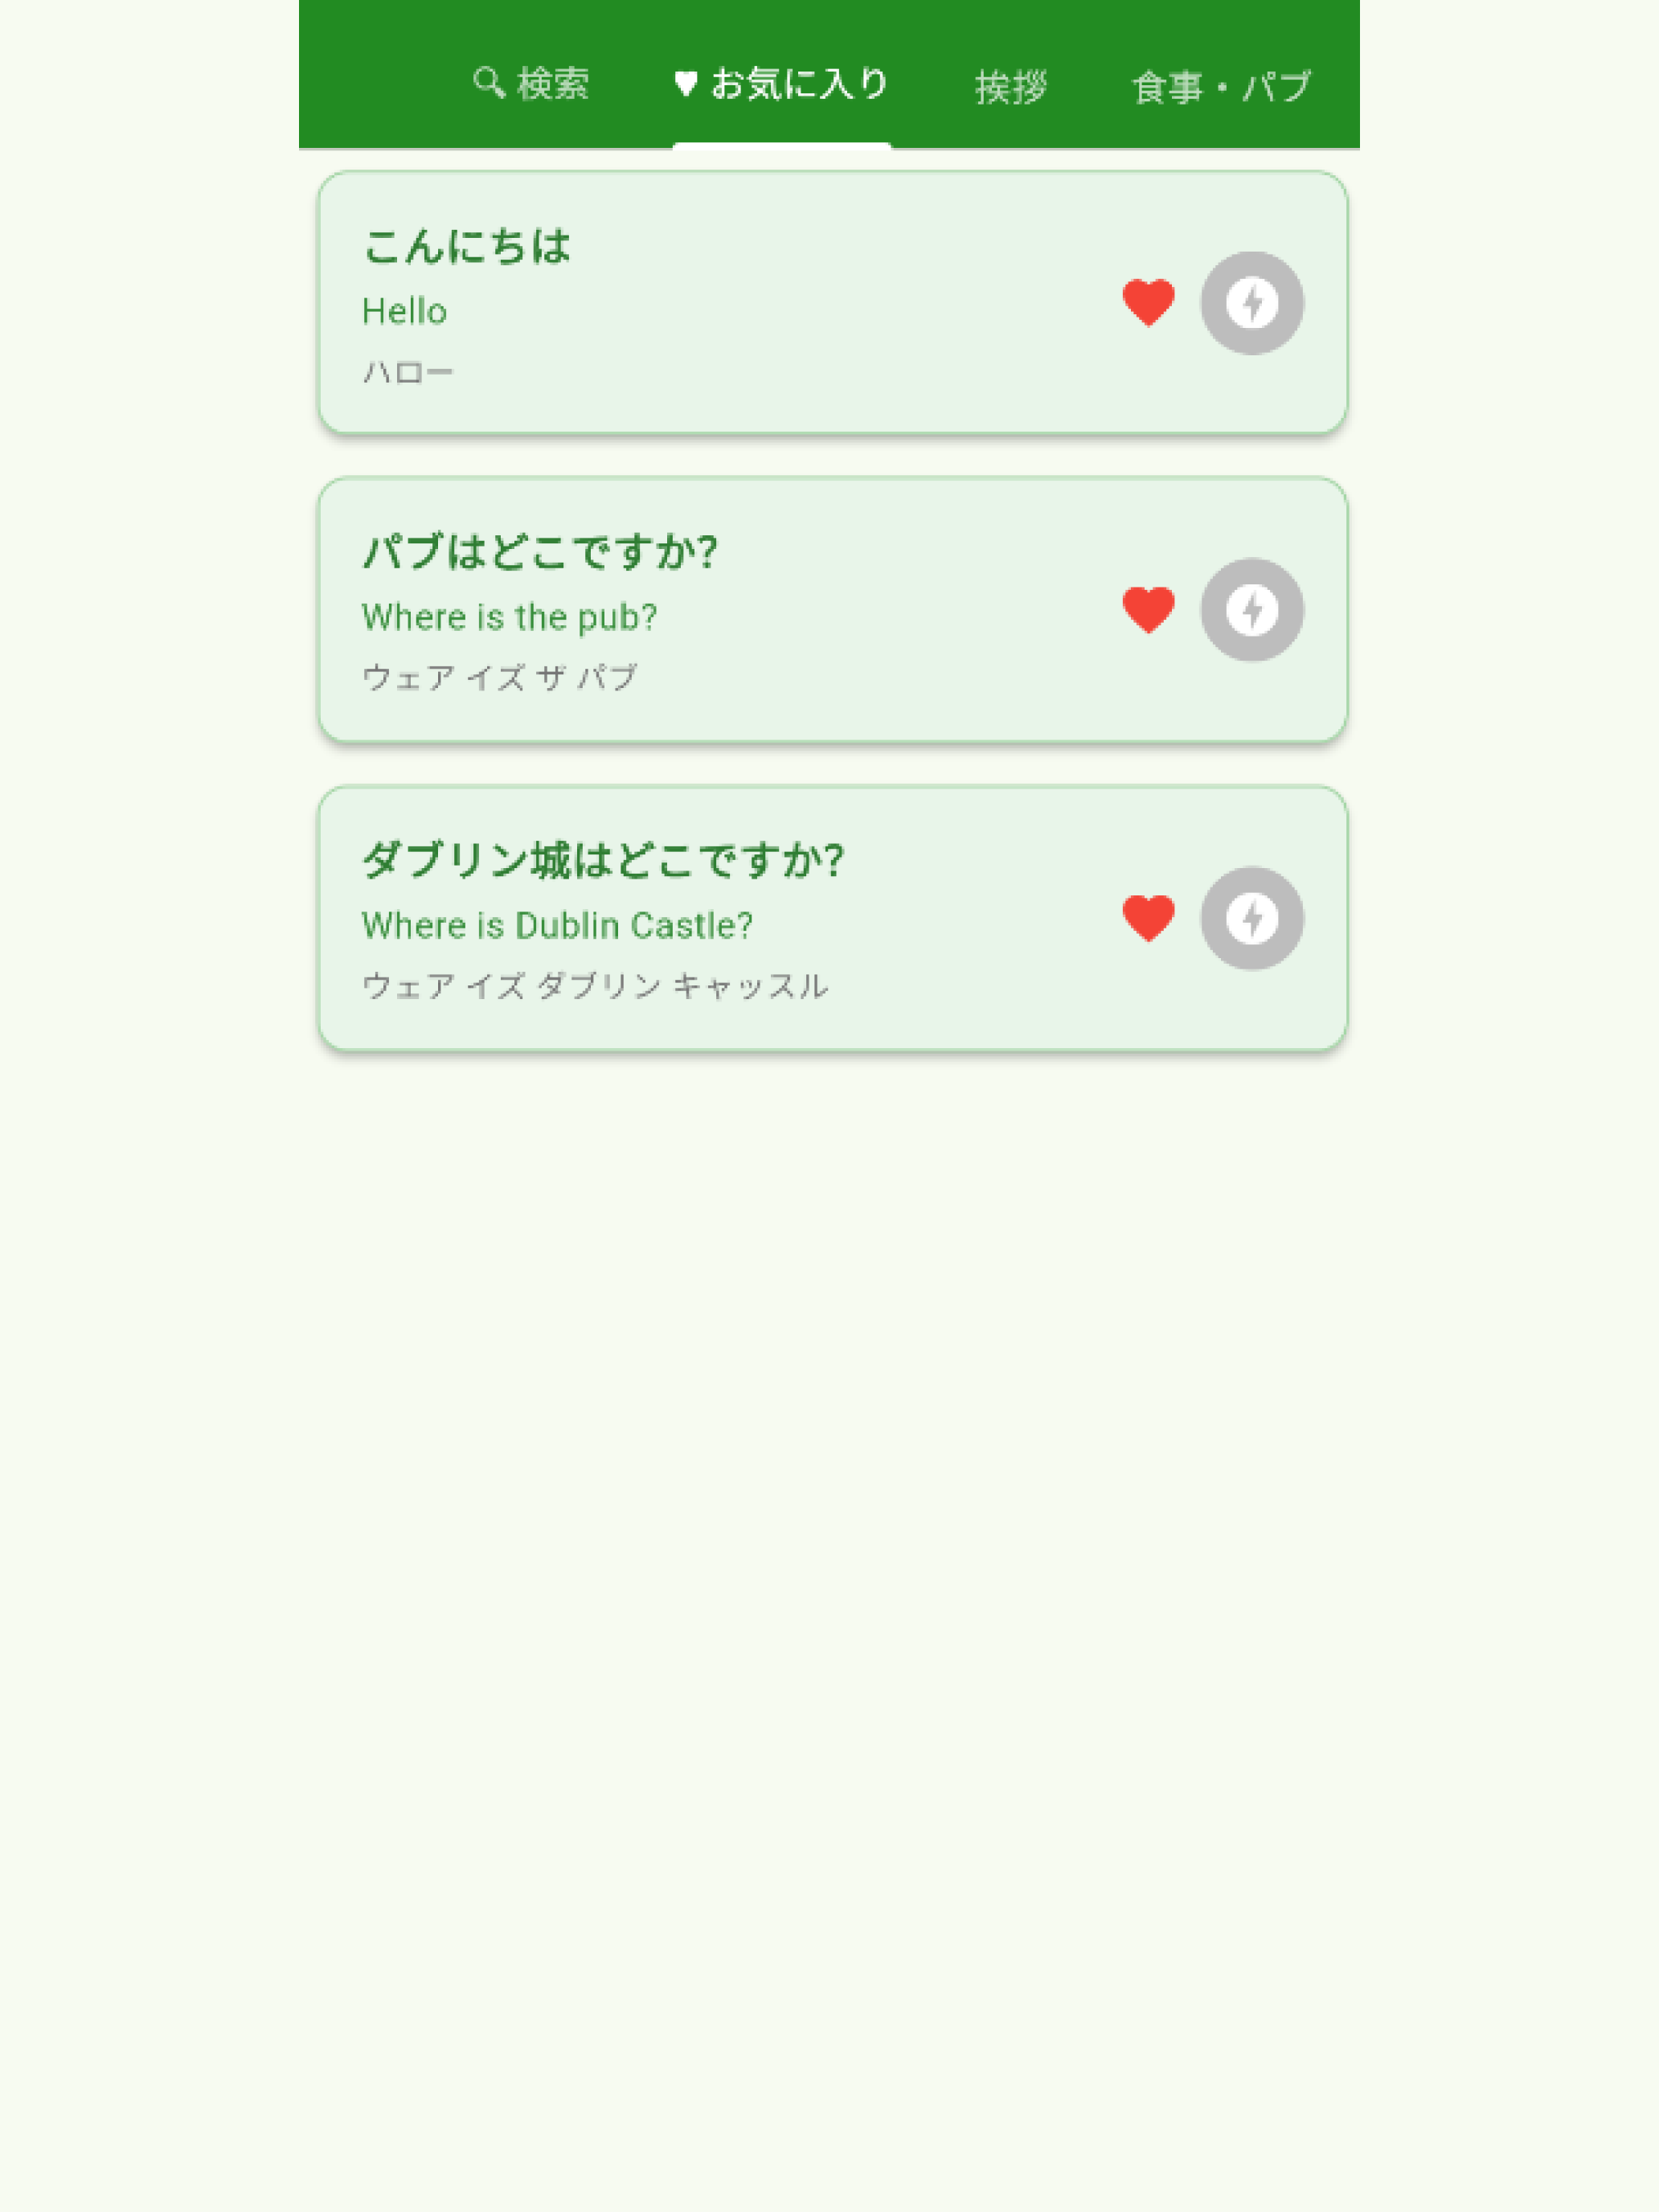 検索 お気に入り 挨拶 食事・パブ
こんにちは
Hello
ハロー
パブはどこですか?
Where is the pub?
ウェア イズ ザ パブ
ダブリン城はどこですか?
Where is Dublin Castle?
ウェア イズ ダブリン キャッスル